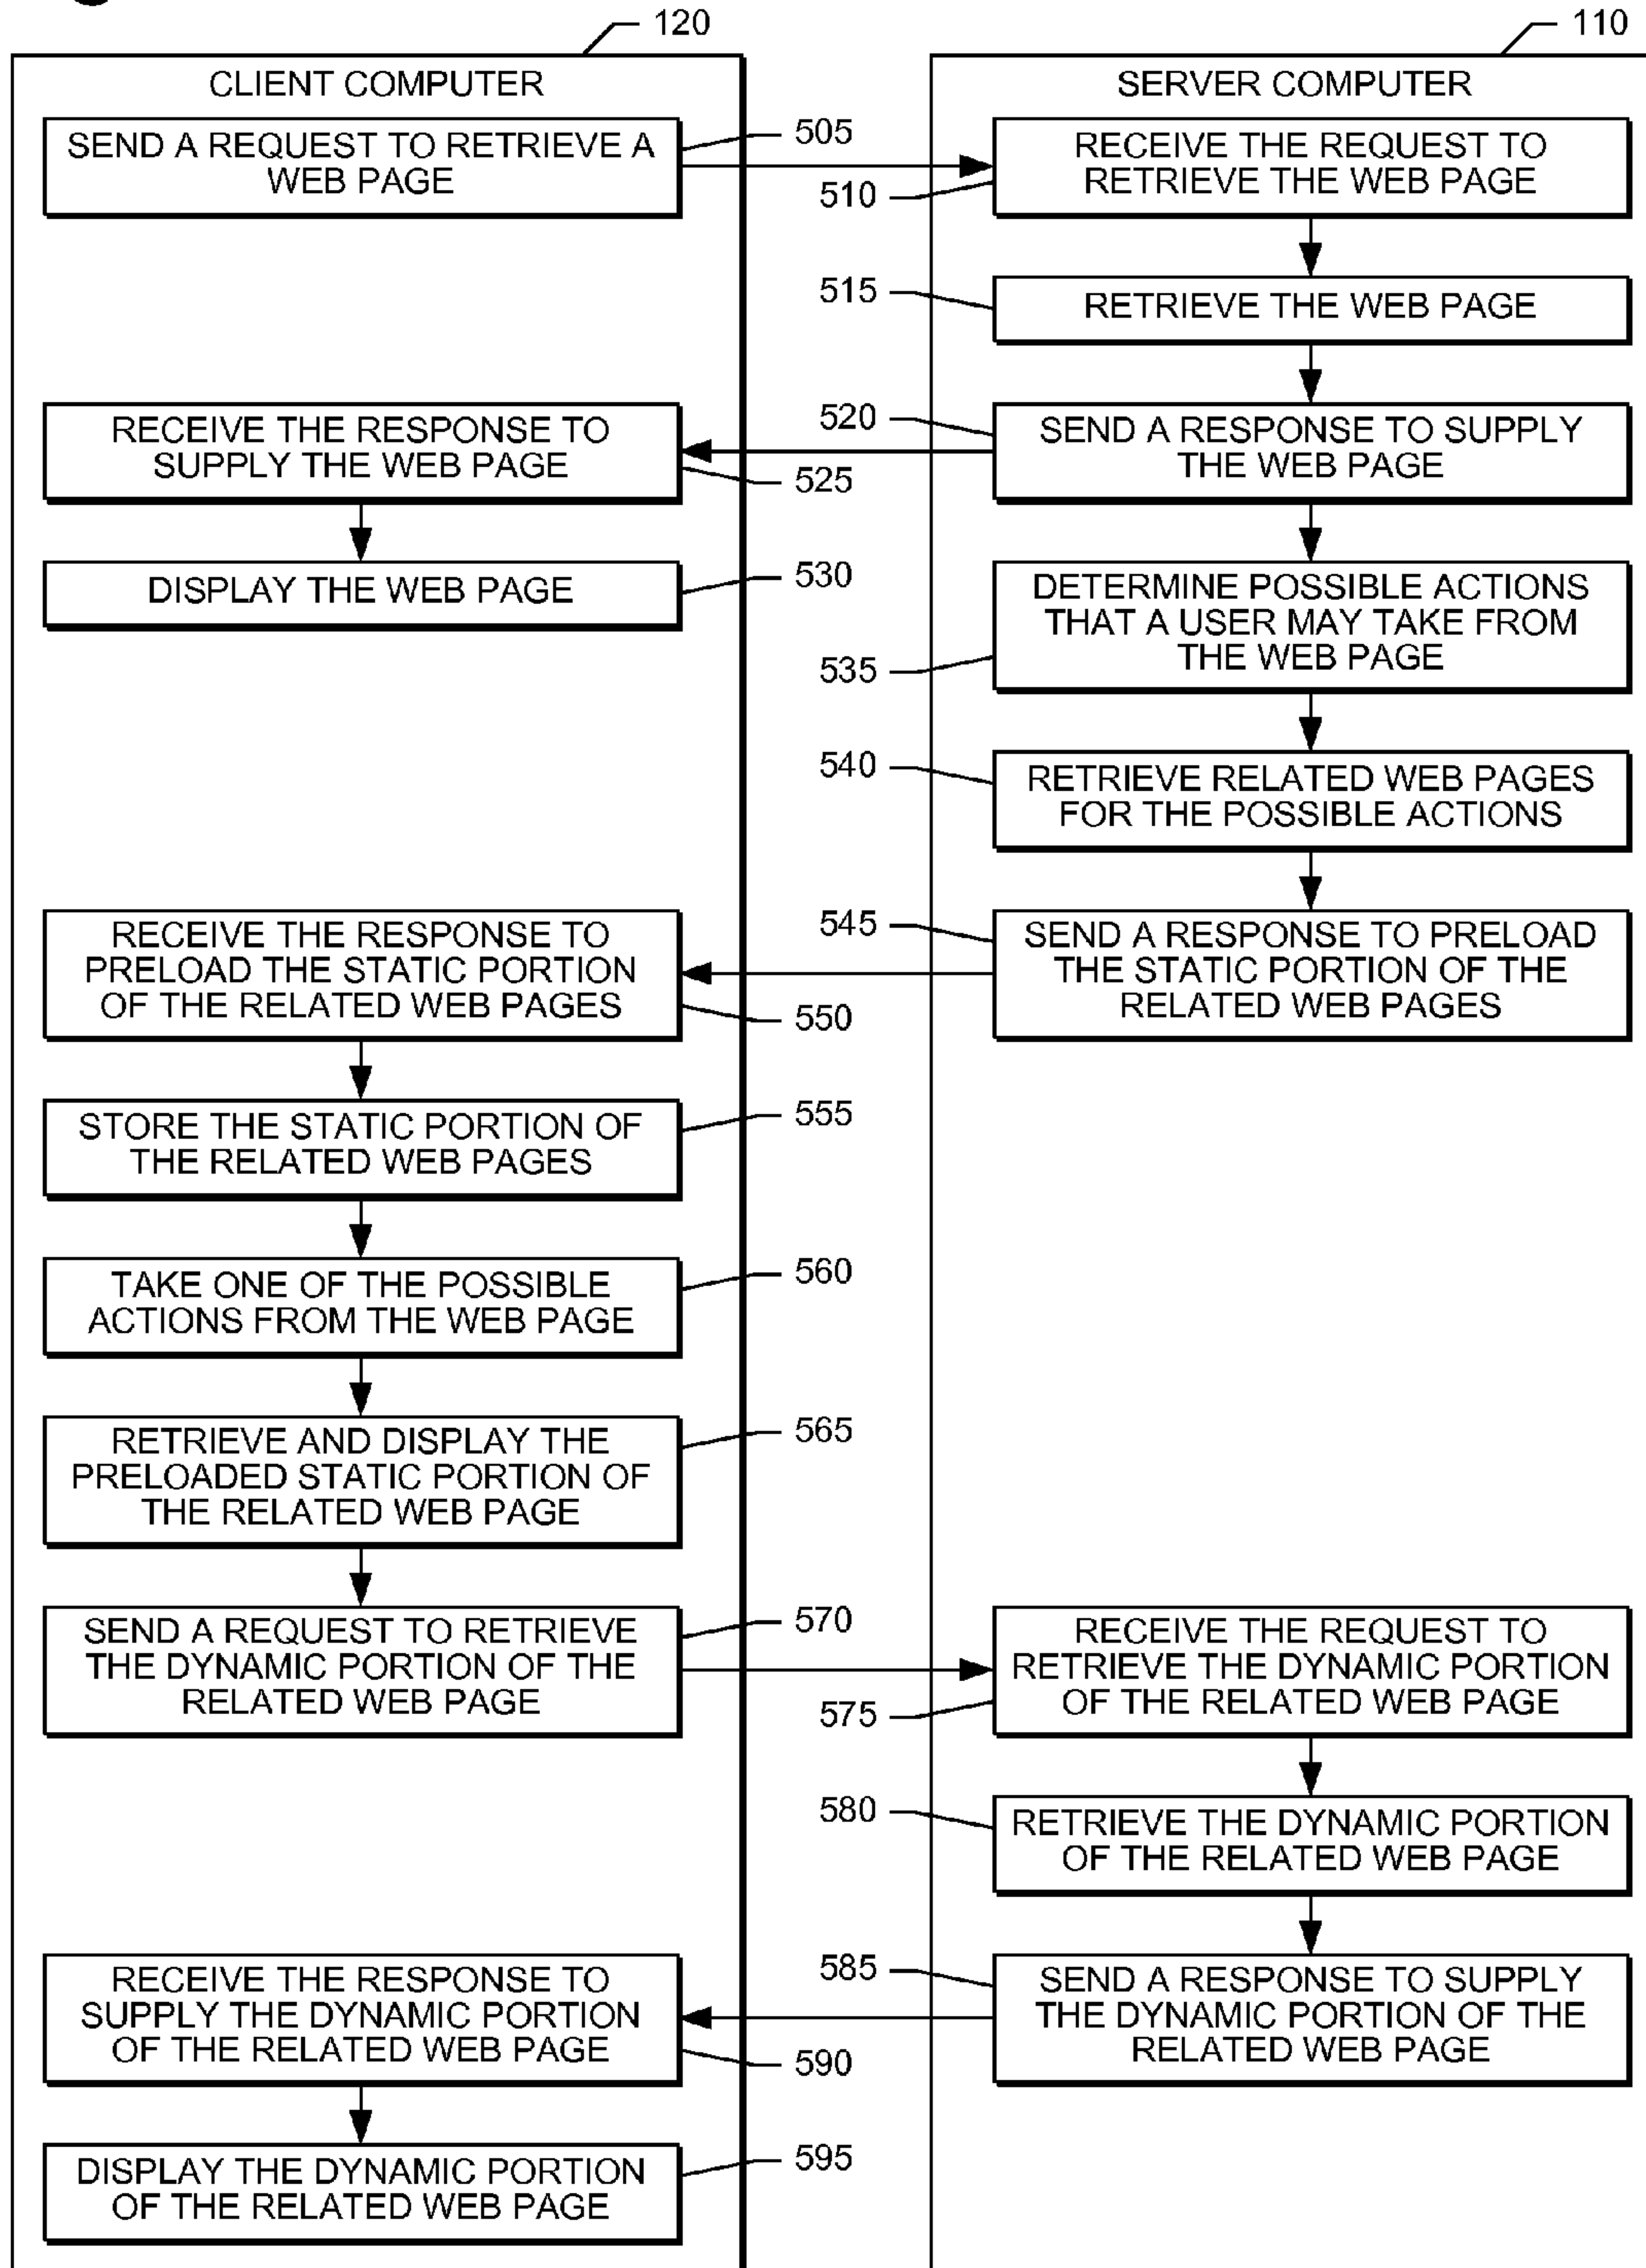 120
110
CLIENT COMPUTER
SERVER COMPUTER
SEND A REQUEST TO RETRIEVE A
WEB PAGE
505
RECEIVE THE REQUEST TO
RETRIEVE THE WEB PAGE
510
515
RETRIEVE THE WEB PAGE
RECEIVE THE RESPONSE TO
SUPPLY THE WEB PAGE
520
SEND A RESPONSE TO SUPPLY
THE WEB PAGE
525
DISPLAY THE WEB PAGE
530
DETERMINE POSSIBLE ACTIONS
THAT A USER MAY TAKE FROM
THE WEB PAGE
535
540
RETRIEVE RELATED WEB PAGES
FOR THE POSSIBLE ACTIONS
RECEIVE THE RESPONSE TO
PRELOAD THE STATIC PORTION
OF THE RELATED WEB PAGES
545
SEND A RESPONSE TO PRELOAD
THE STATIC PORTION OF THE
RELATED WEB PAGES
550
STORE THE STATIC PORTION OF
THE RELATED WEB PAGES
555
TAKE ONE OF THE POSSIBLE
ACTIONS FROM THE WEB PAGE
560
RETRIEVE AND DISPLAY THE
PRELOADED STATIC PORTION OF
THE RELATED WEB PAGE
565
SEND A REQUEST TO RETRIEVE
THE DYNAMIC PORTION OF THE
RELATED WEB PAGE
570
RECEIVE THE REQUEST TO
RETRIEVE THE DYNAMIC PORTION
OF THE RELATED WEB PAGE
575
580
RETRIEVE THE DYNAMIC PORTION
OF THE RELATED WEB PAGE
RECEIVE THE RESPONSE TO
SUPPLY THE DYNAMIC PORTION
OF THE RELATED WEB PAGE
585
SEND A RESPONSE TO SUPPLY
THE DYNAMIC PORTION OF THE
RELATED WEB PAGE
590
DISPLAY THE DYNAMIC PORTION
OF THE RELATED WEB PAGE
595